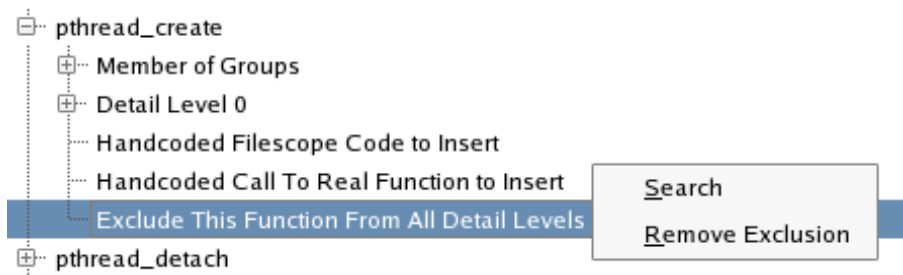 pthread_create
Member of Groups
Detail Level 0
Handcoded Filescope Code to Insert
Handcoded Call To Real Function to Insert
Search
Exclude This Function From All Detail Levels
Remove Exclusion
pthread_detach